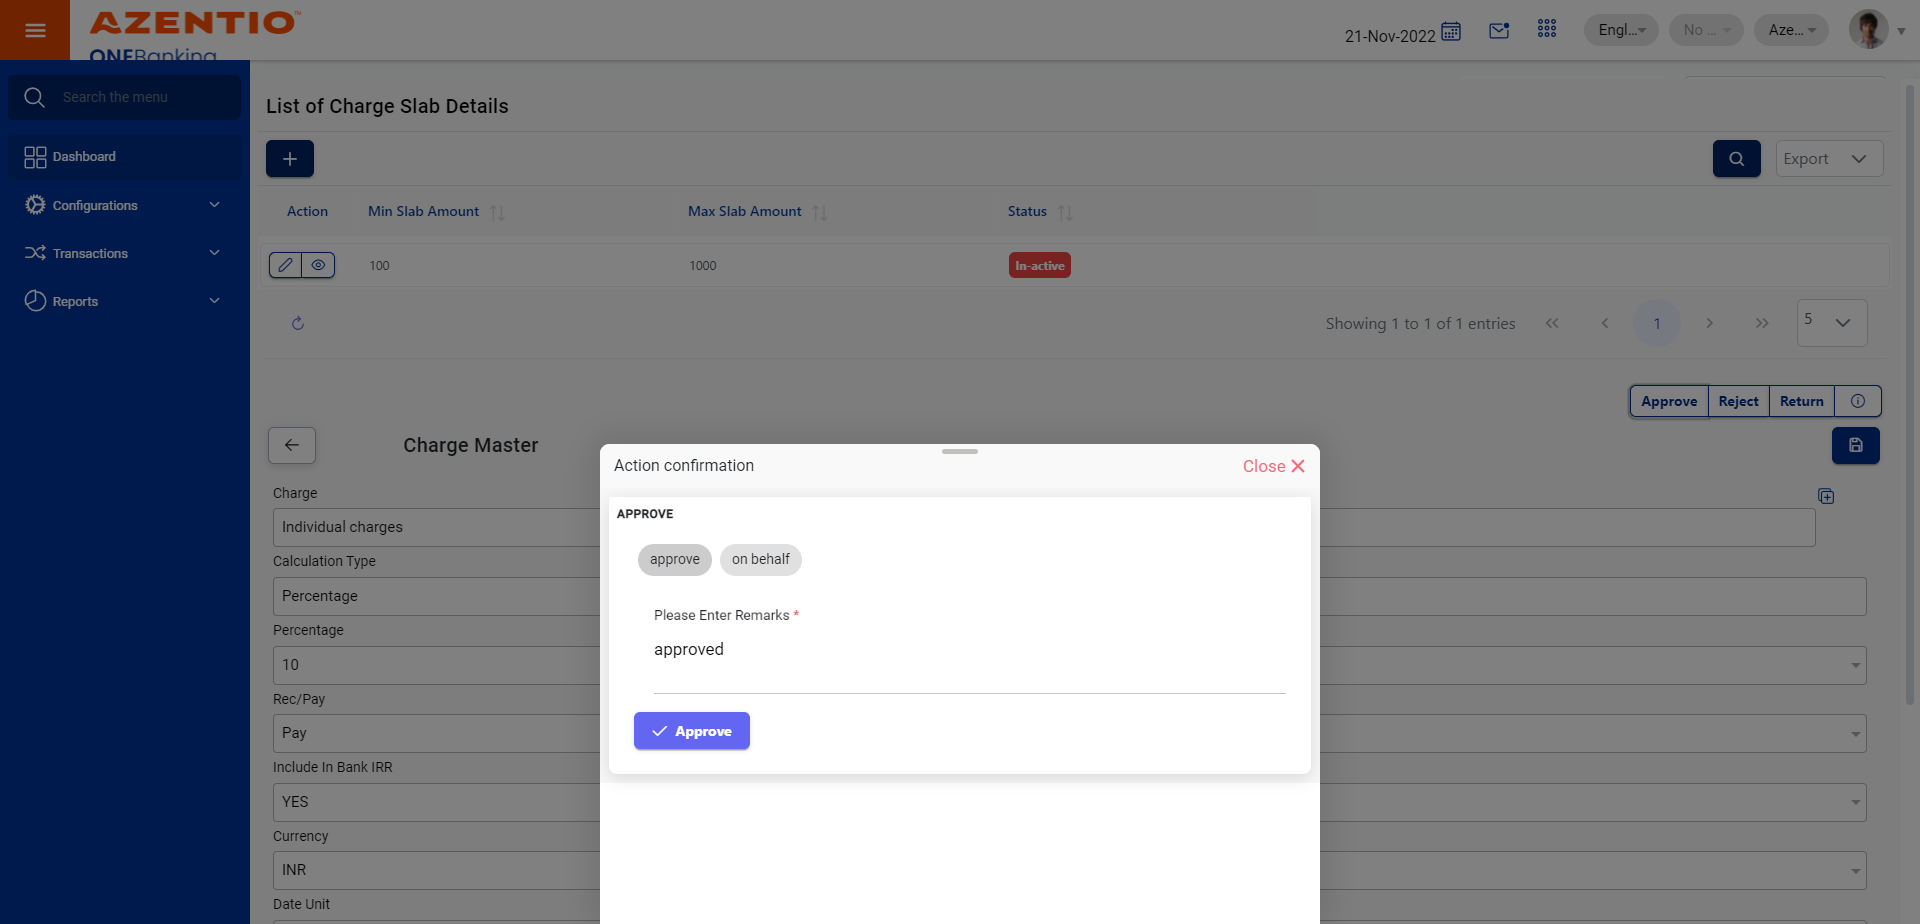 AZENTIO™
ONEBanking
21-Nov-2022
Engl...
No ...
Aze...
Search the menu
Dashboard
Configurations
Transactions
Reports
List of Charge Slab Details
Export
Action
Min Slab Amount
Max Slab Amount
Status
100
1000
In-active
Showing 1 to 1 of 1 entries
1
5
Approve
Reject
Return
Charge Master
Charge
Individual charges
Calculation Type
Percentage
Percentage
10
Rec/Pay
Pay
Include In Bank IRR
YES
Currency
INR
Date Unit
Action confirmation
Close
APPROVE
approve
on behalf
Please Enter Remarks *
approved
Approve